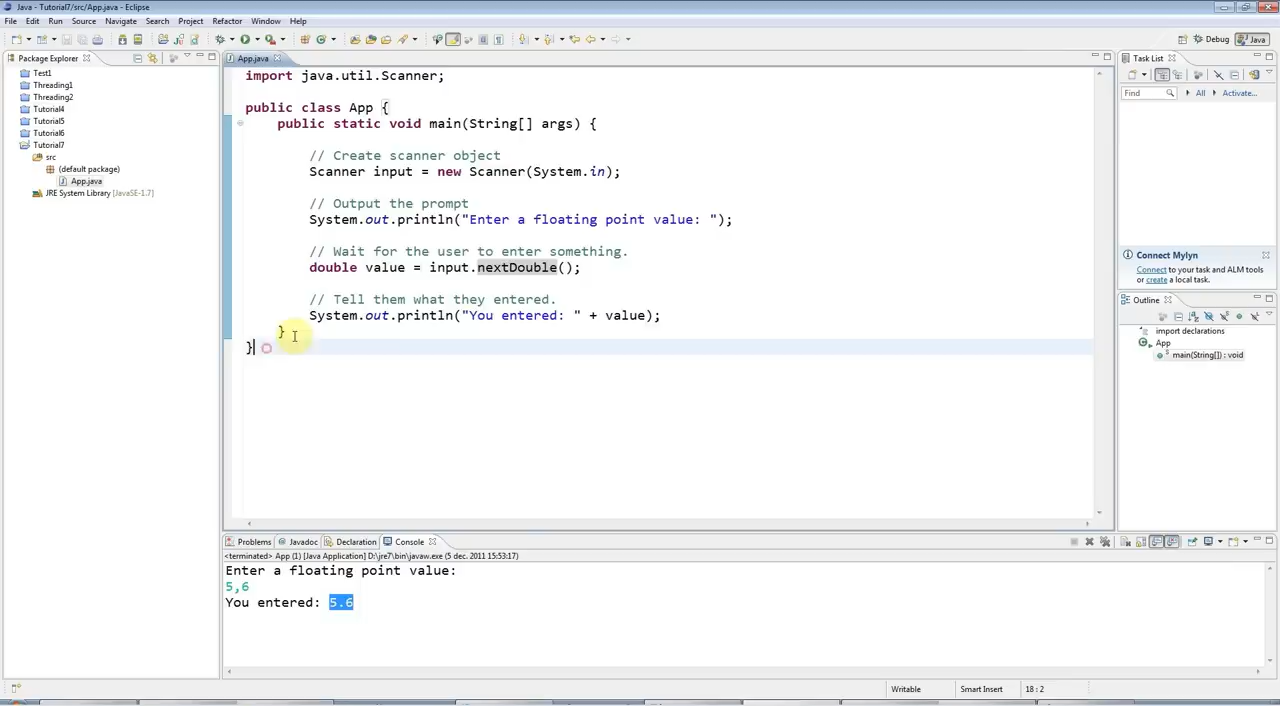 Java - Tutorial7/src/App.java - Eclipse
File Edit Run Source Navigate Search Project Refactor Window Help
Debug Java
Package Explorer
App.java
Task List
Test1
Threading1
Threading2
Tutorial4
Tutorial5
Tutorial6
Tutorial7
src
(default package)
App.java
JRE System Library [JavaSE-1.7]
import java.util.Scanner;
public class App {
public static void main(String[] args) {
// Create scanner object
Scanner input = new Scanner(System.in);
// Output the prompt
System.out.println("Enter a floating point value: ");
// Wait for the user to enter something.
double value = input.nextDouble();
// Tell them what they entered.
System.out.println("You entered: " + value);
}
}
Find All Activate...
Connect Mylyn
Connect to your task and ALM tools
or create a local task.
Outline
import declarations
App
main(String[]) : void
Problems Javadoc Declaration Console
<terminated> App (1) [Java Application] D:\jre7\bin\javaw.exe (5 dec. 2011 15:53:17)
Enter a floating point value:
5,6
You entered: 5.6
Writable Smart Insert 18 : 2